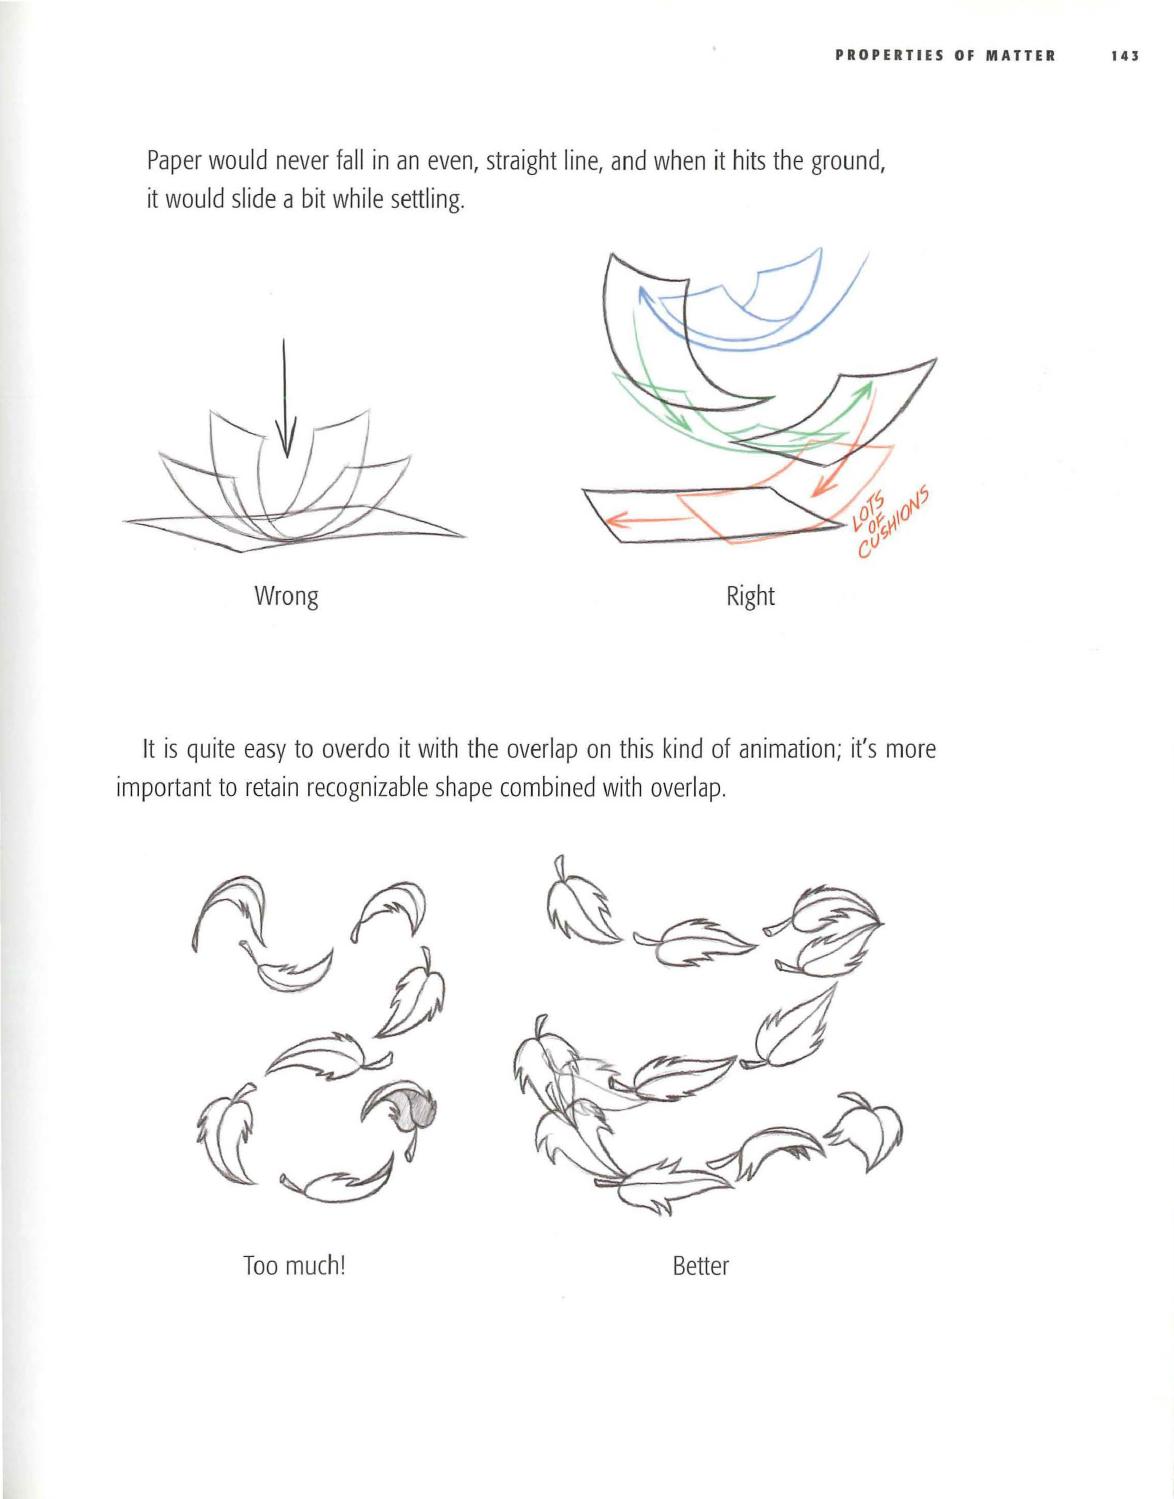 PROPERTIES OF MATTER 143
Paper would never fall in an even, straight line, and when it hits the ground,
it would slide a bit while settling.
LOTS
OF
CUSHIONS
Wrong
Right
It is quite easy to overdo it with the overlap on this kind of animation; it's more
important to retain recognizable shape combined with overlap.
Too much!
Better